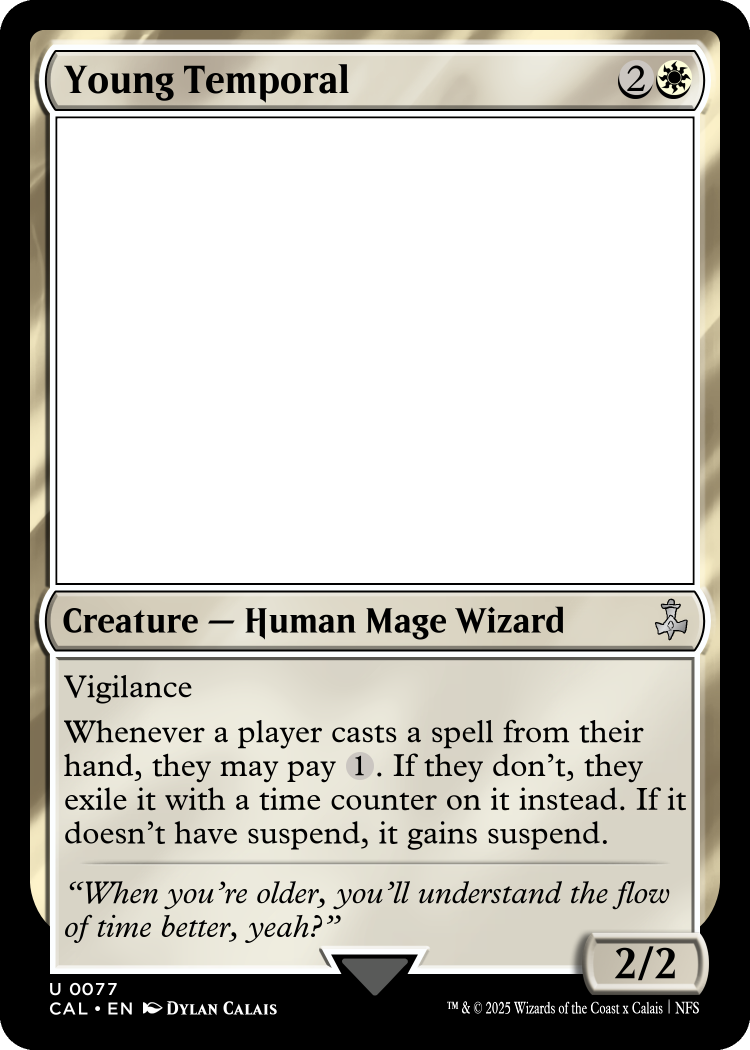 Young Temporal 2
Creature — Human Mage Wizard
Vigilance
Whenever a player casts a spell from their
hand, they may pay 1. If they don’t, they
exile it with a time counter on it instead. If it
doesn’t have suspend, it gains suspend.
“When you’re older, you’ll understand the flow
of time better, yeah?”
2/2
U 0077
CAL • EN Dylan Calais
™ & © 2025 Wizards of the Coast x Calais | NFS